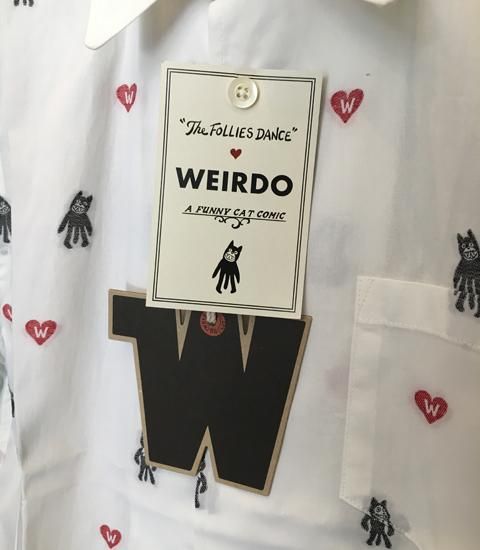 "The FOLLIES DANCE"
WEIRDO
A FUNNY CAT COMIC
W
W
W
W
W
W